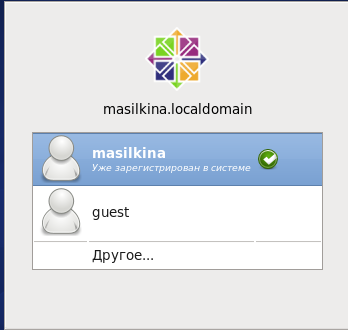 masilkina.localdomain
masilkina
Уже зарегистрирован в системе
guest
Другое...